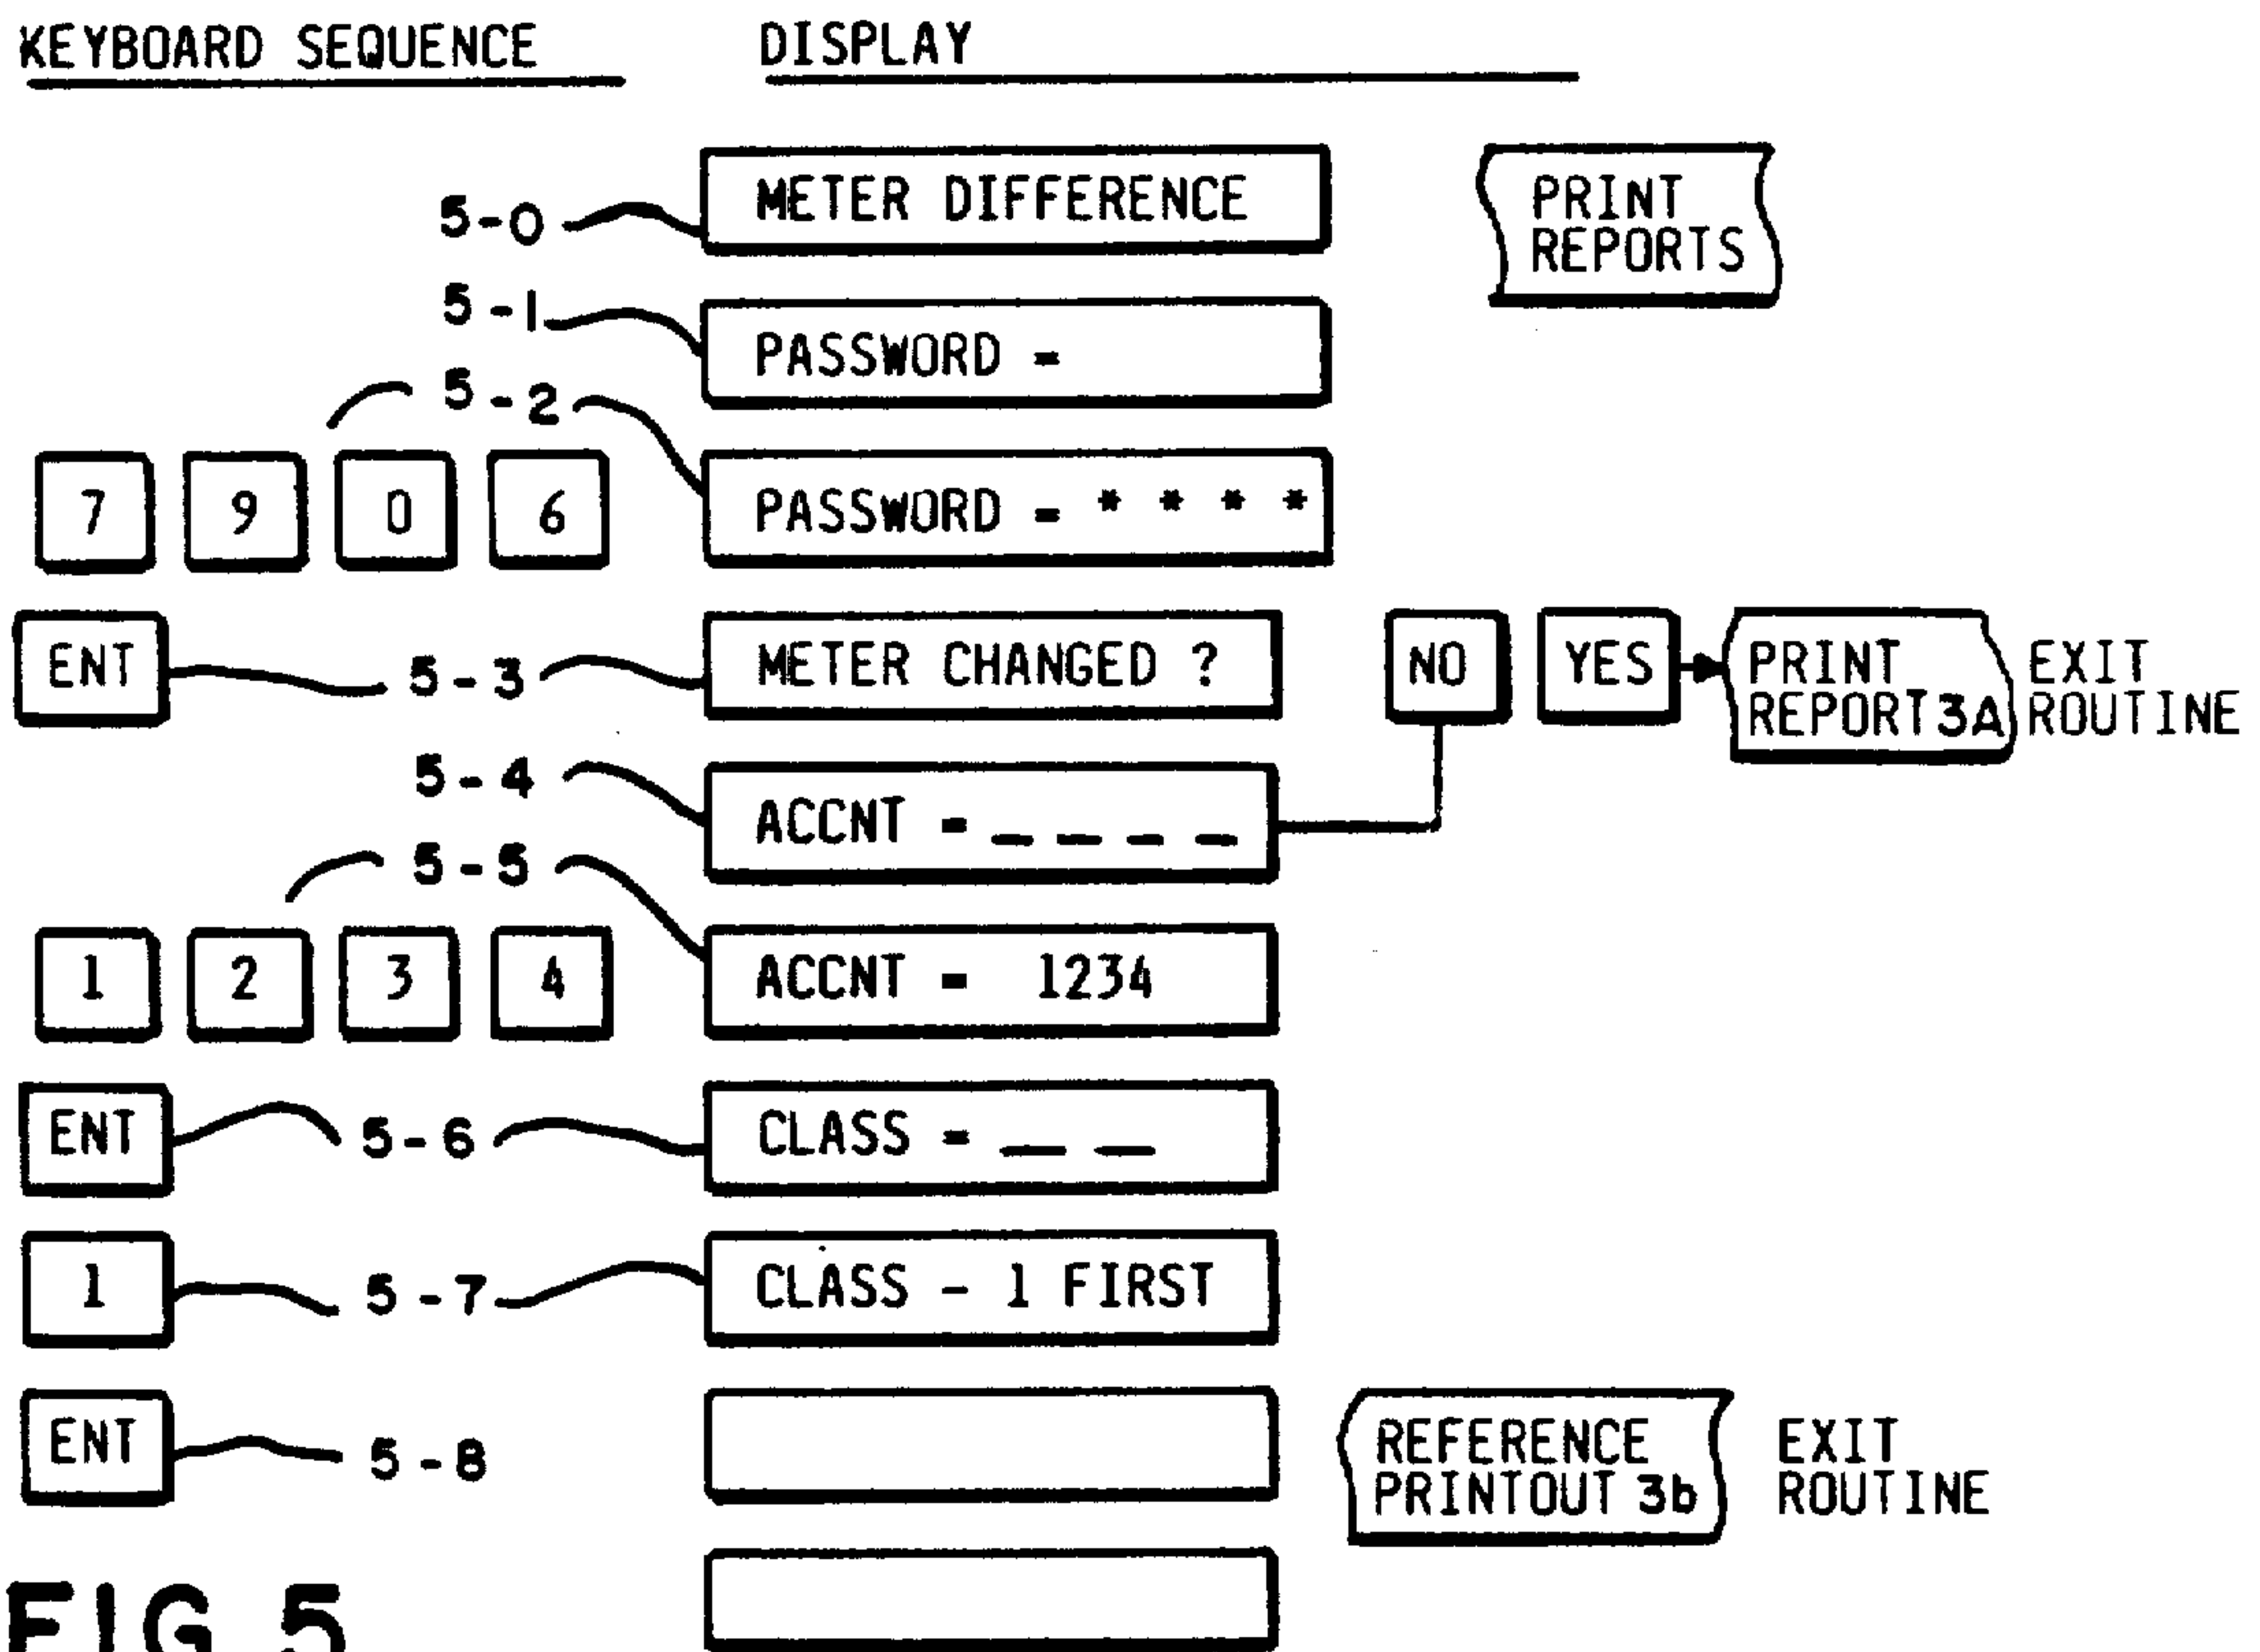 KEYBOARD SEQUENCE DISPLAY
5-0 METER DIFFERENCE PRINT
REPORTS
5-1 PASSWORD =
5-2
7 9 0 6 PASSWORD = * * * *
ENT 5-3 METER CHANGED ? NO YES PRINT
REPORT 3A EXIT
ROUTINE
5-4 ACCNT = _ _ _ _
5-5
1 2 3 4 ACCNT = 1234
ENT 5-6 CLASS = _ _
1 5-7 CLASS - 1 FIRST
ENT 5-8 REFERENCE
PRINTOUT 3b EXIT
ROUTINE
FIG 5